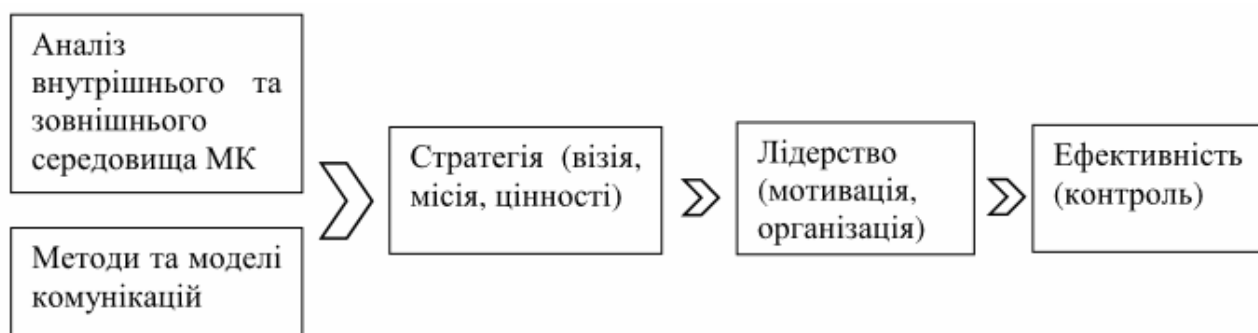 Аналіз
внутрішнього та
зовнішнього
середовища МК
Методи та моделі
комунікацій
Стратегія (візія,
місія, цінності)
Лідерство
(мотивація,
організація)
Ефективність
(контроль)